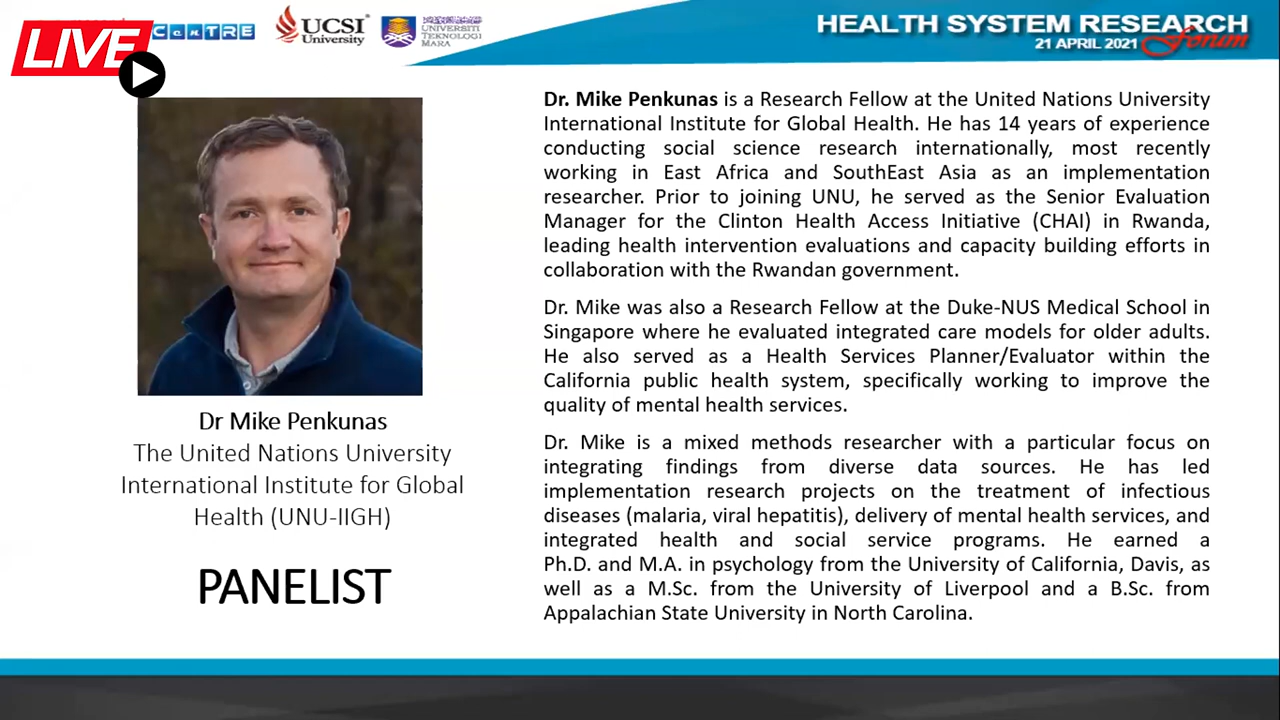 LIVE
CENTRE
UCSI
University
UNIVERSITI
TEKNOLOGI
MARA
HEALTH SYSTEM RESEARCH
21 APRIL 2021 Forum
Dr. Mike Penkunas is a Research Fellow at the United Nations University
International Institute for Global Health. He has 14 years of experience
conducting social science research internationally, most recently
working in East Africa and SouthEast Asia as an implementation
researcher. Prior to joining UNU, he served as the Senior Evaluation
Manager for the Clinton Health Access Initiative (CHAI) in Rwanda,
leading health intervention evaluations and capacity building efforts in
collaboration with the Rwandan government.
Dr. Mike was also a Research Fellow at the Duke-NUS Medical School in
Singapore where he evaluated integrated care models for older adults.
He also served as a Health Services Planner/Evaluator within the
California public health system, specifically working to improve the
quality of mental health services.
Dr. Mike is a mixed methods researcher with a particular focus on
integrating findings from diverse data sources. He has led
implementation research projects on the treatment of infectious
diseases (malaria, viral hepatitis), delivery of mental health services, and
integrated health and social service programs. He earned a
Ph.D. and M.A. in psychology from the University of California, Davis, as
well as a M.Sc. from the University of Liverpool and a B.Sc. from
Appalachian State University in North Carolina.
Dr Mike Penkunas
The United Nations University
International Institute for Global
Health (UNU-IIGH)
PANELIST